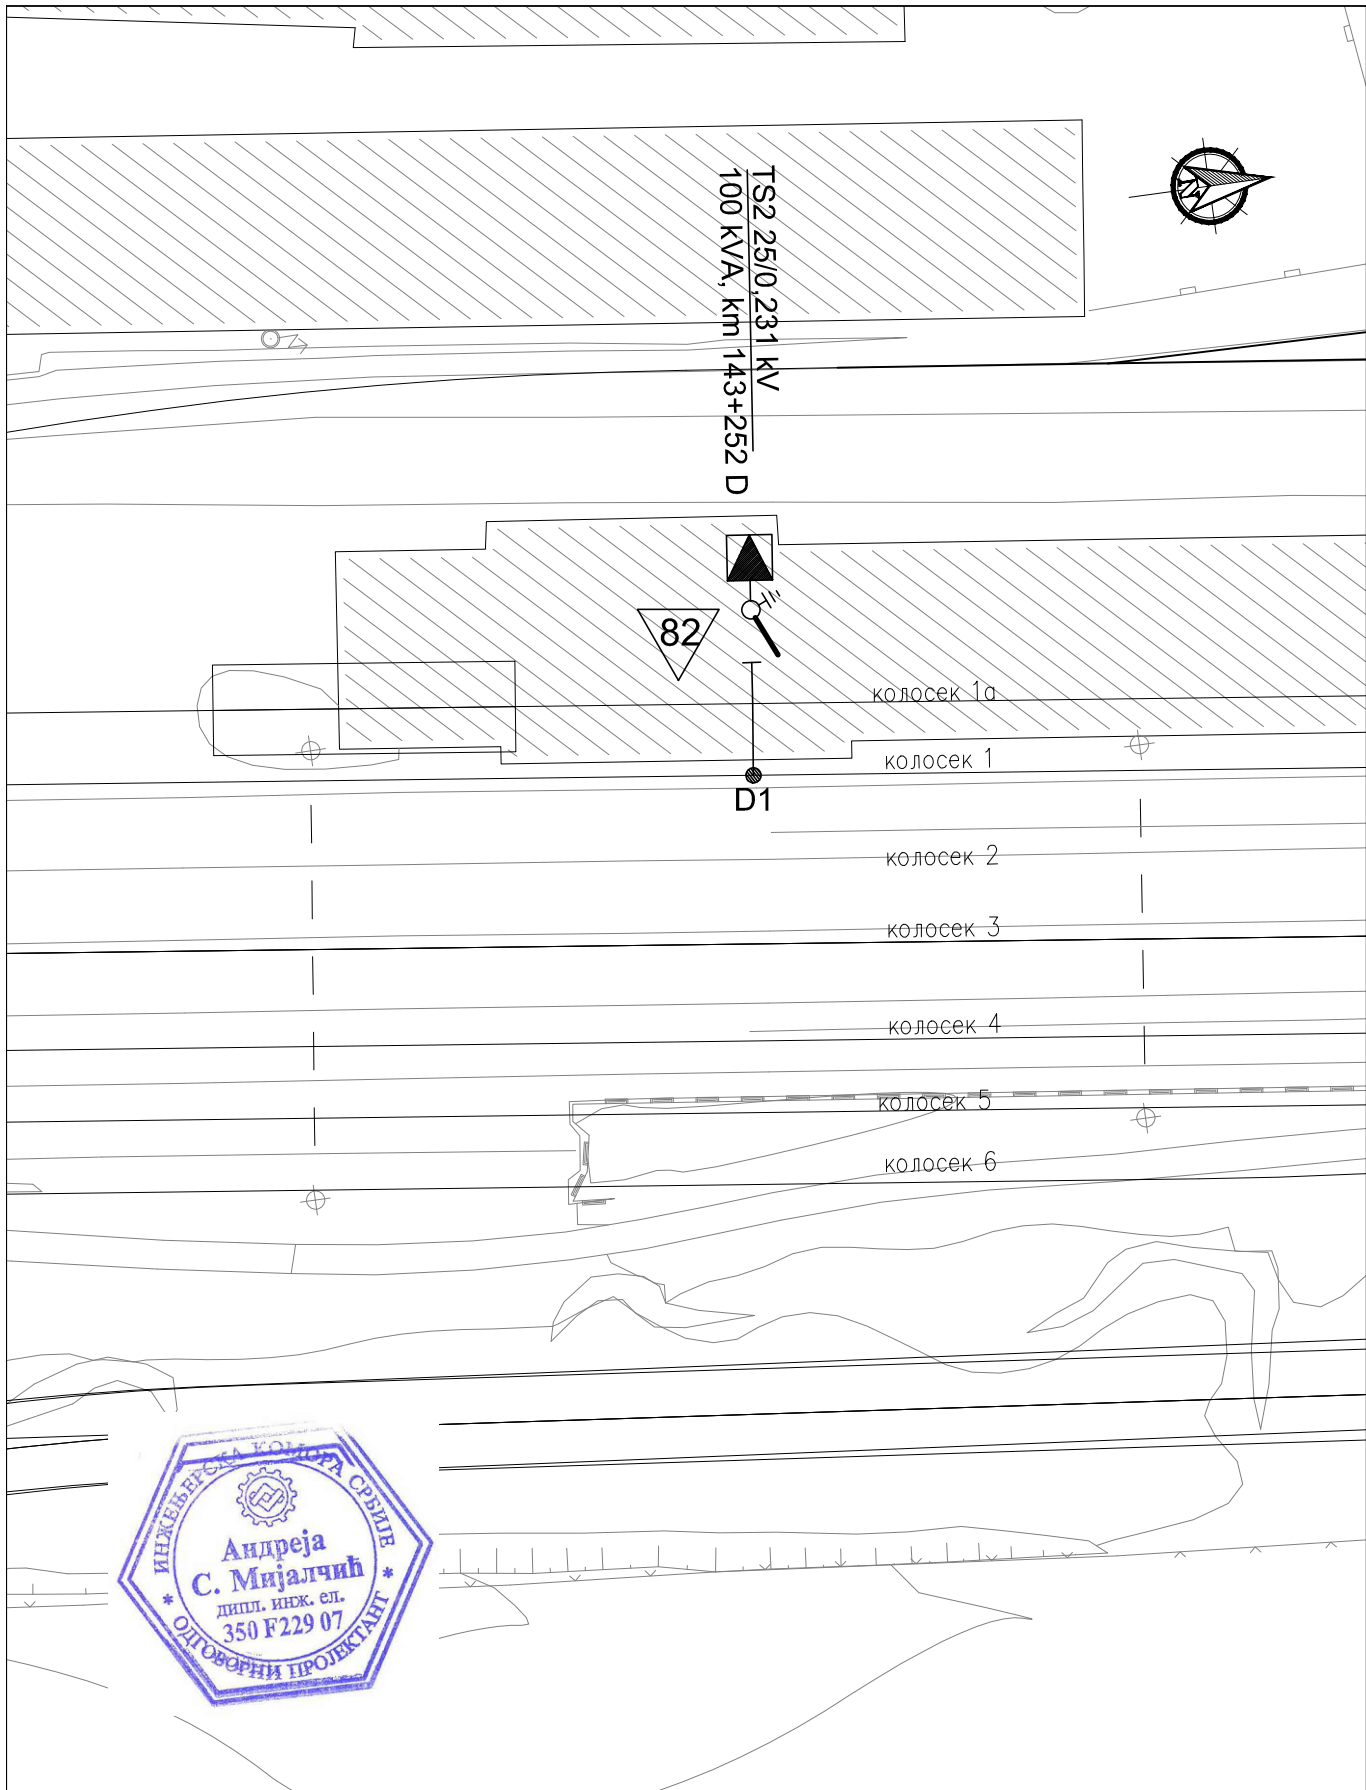 TS2 25/0,231 kV
100 kVA, km 143+252 D
82
колосек 1a
колосек 1
D1
колосек 2
колосек 3
колосек 4
колосек 5
колосек 6
ИНЖЕЊЕРСКА КОМОРА СРБИЈЕ
Андреја
С. Мијалчић
дипл. инж. ел.
350 F229 07
* ОДГОВОРНИ ПРОЈЕКТАНТ *